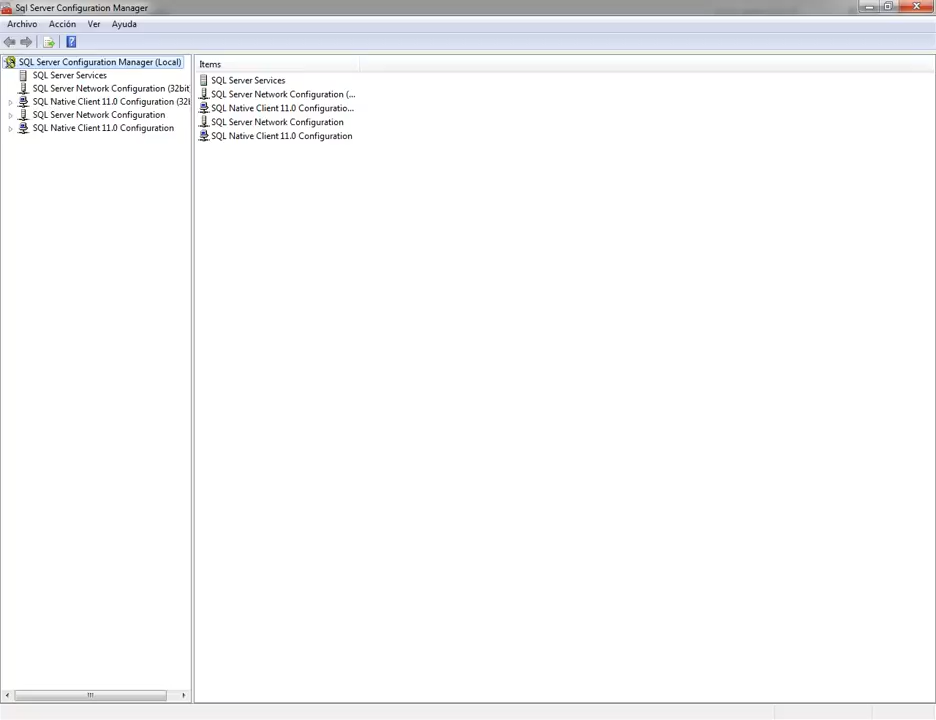 Sql Server Configuration Manager
Archivo Acción Ver Ayuda
SQL Server Configuration Manager (Local)
SQL Server Services
SQL Server Network Configuration (32bit
SQL Native Client 11.0 Configuration (32b
SQL Server Network Configuration
SQL Native Client 11.0 Configuration
Items
SQL Server Services
SQL Server Network Configuration (...
SQL Native Client 11.0 Configuratio...
SQL Server Network Configuration
SQL Native Client 11.0 Configuration